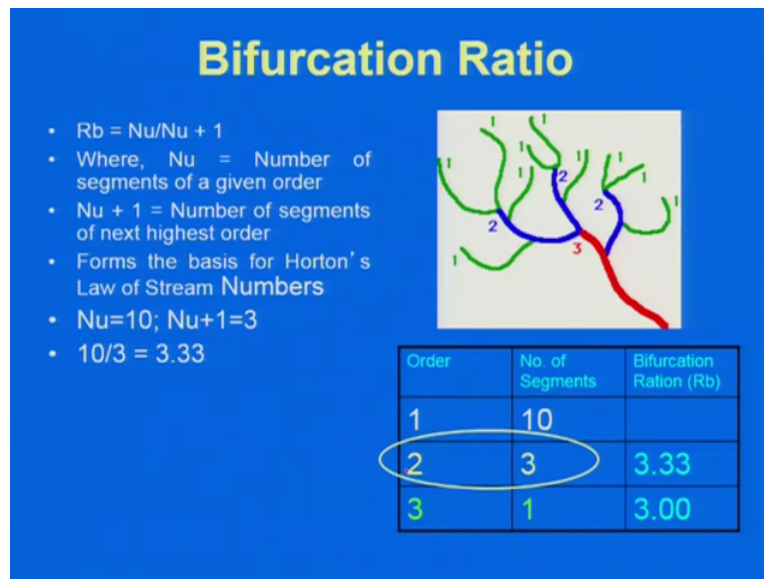 Bifurcation Ratio
• Rb = Nu/Nu + 1
• Where, Nu = Number of
segments of a given order
• Nu + 1 = Number of segments
of next highest order
• Forms the basis for Horton's
Law of Stream Numbers
• Nu=10; Nu+1=3
• 10/3 = 3.33
1 1
1 1 1 1
1 2 1
2 1
2
3
1
Order No. of Segments Bifurcation Ration (Rb)
1 10
2 3 3.33
3 1 3.00